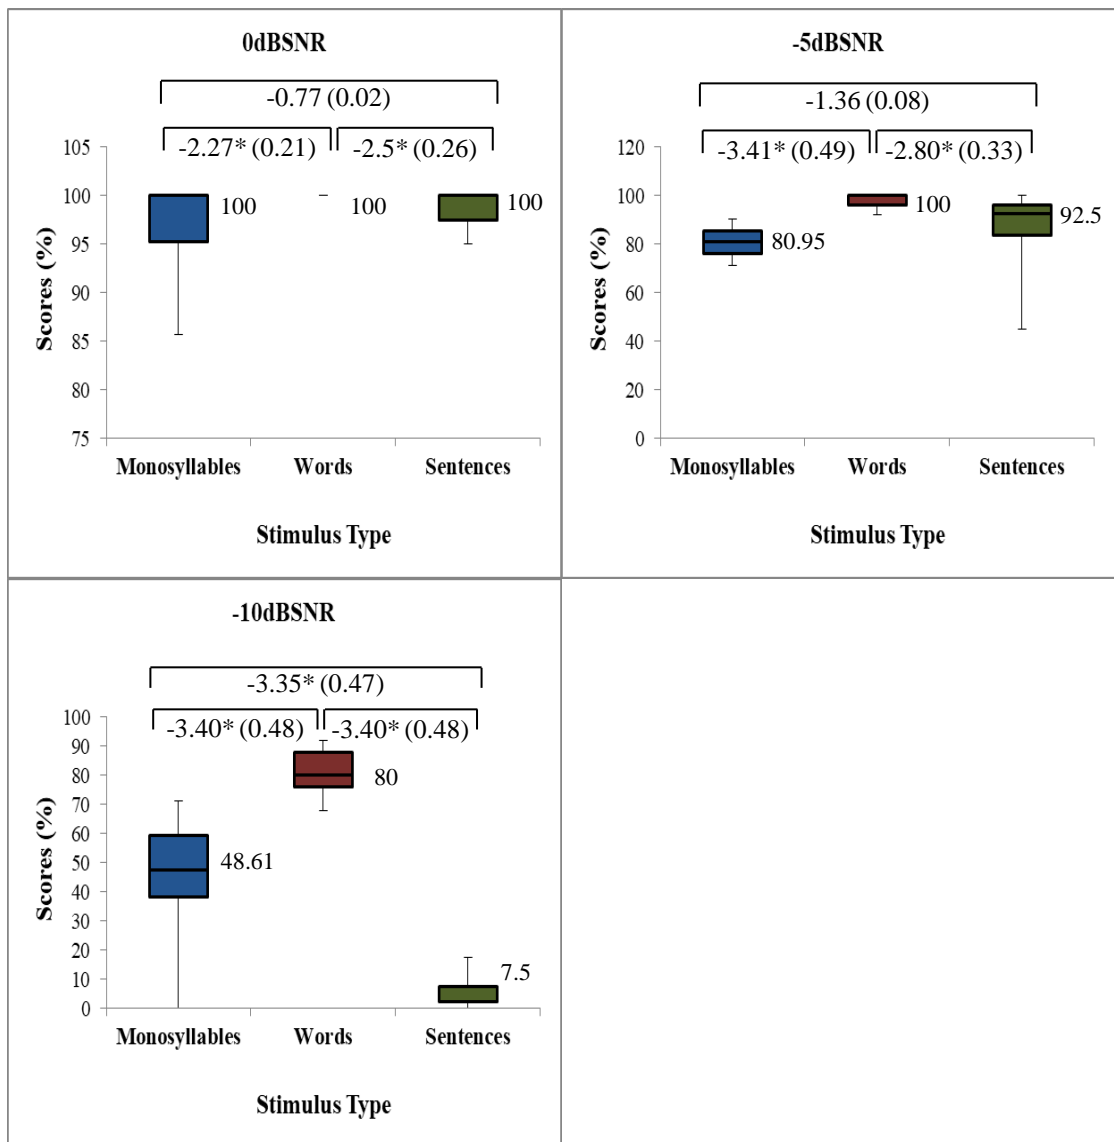 0dBSNR
-0.77 (0.02)
-2.27* (0.21) -2.5* (0.26)
105
100
95
90
85
80
75
100 100 100
Scores (%)
Monosyllables Words Sentences
Stimulus Type
-5dBSNR
-1.36 (0.08)
-3.41* (0.49) -2.80* (0.33)
120
100
80
60
40
20
0
80.95 100 92.5
Scores (%)
Monosyllables Words Sentences
Stimulus Type
-10dBSNR
-3.35* (0.47)
-3.40* (0.48) -3.40* (0.48)
100
90
80
70
60
50
40
30
20
10
0
48.61 80 7.5
Scores (%)
Monosyllables Words Sentences
Stimulus Type